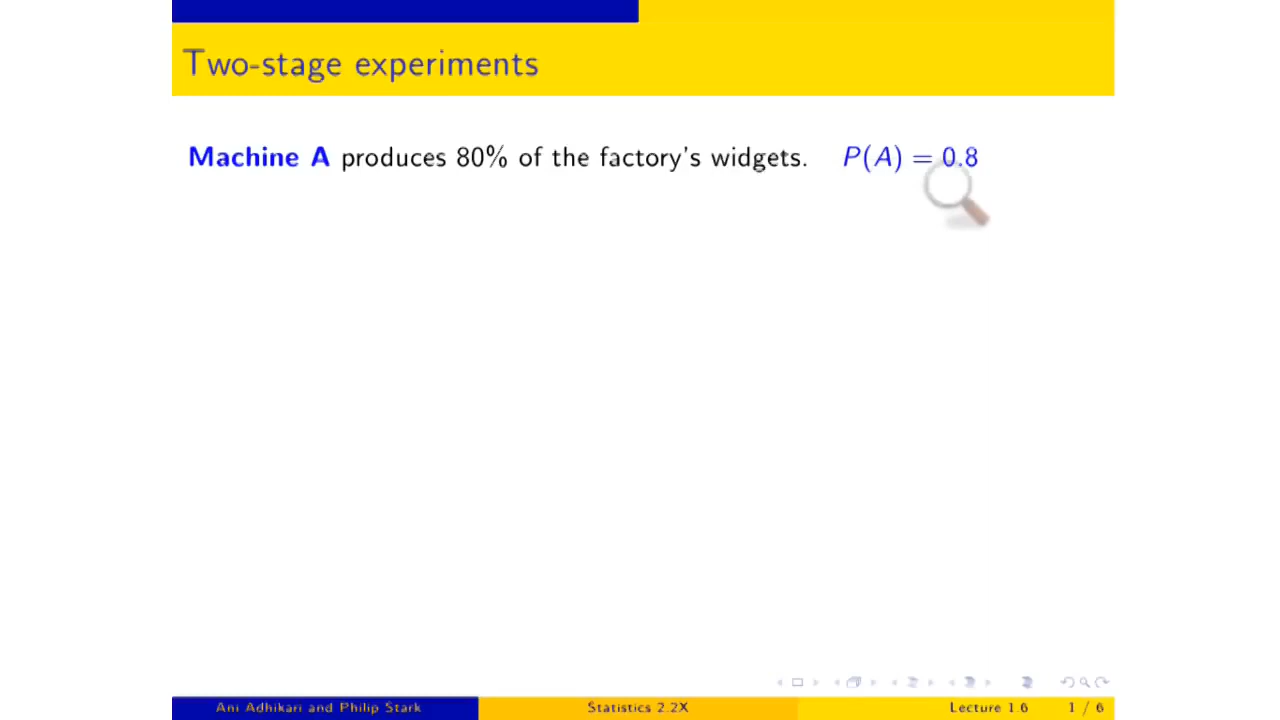 Two-stage experiments
Machine A produces 80% of the factory's widgets. P(A) = 0.8
Ani Adhikari and Philip Stark Statistics 2.2X Lecture 1.6 1 / 6